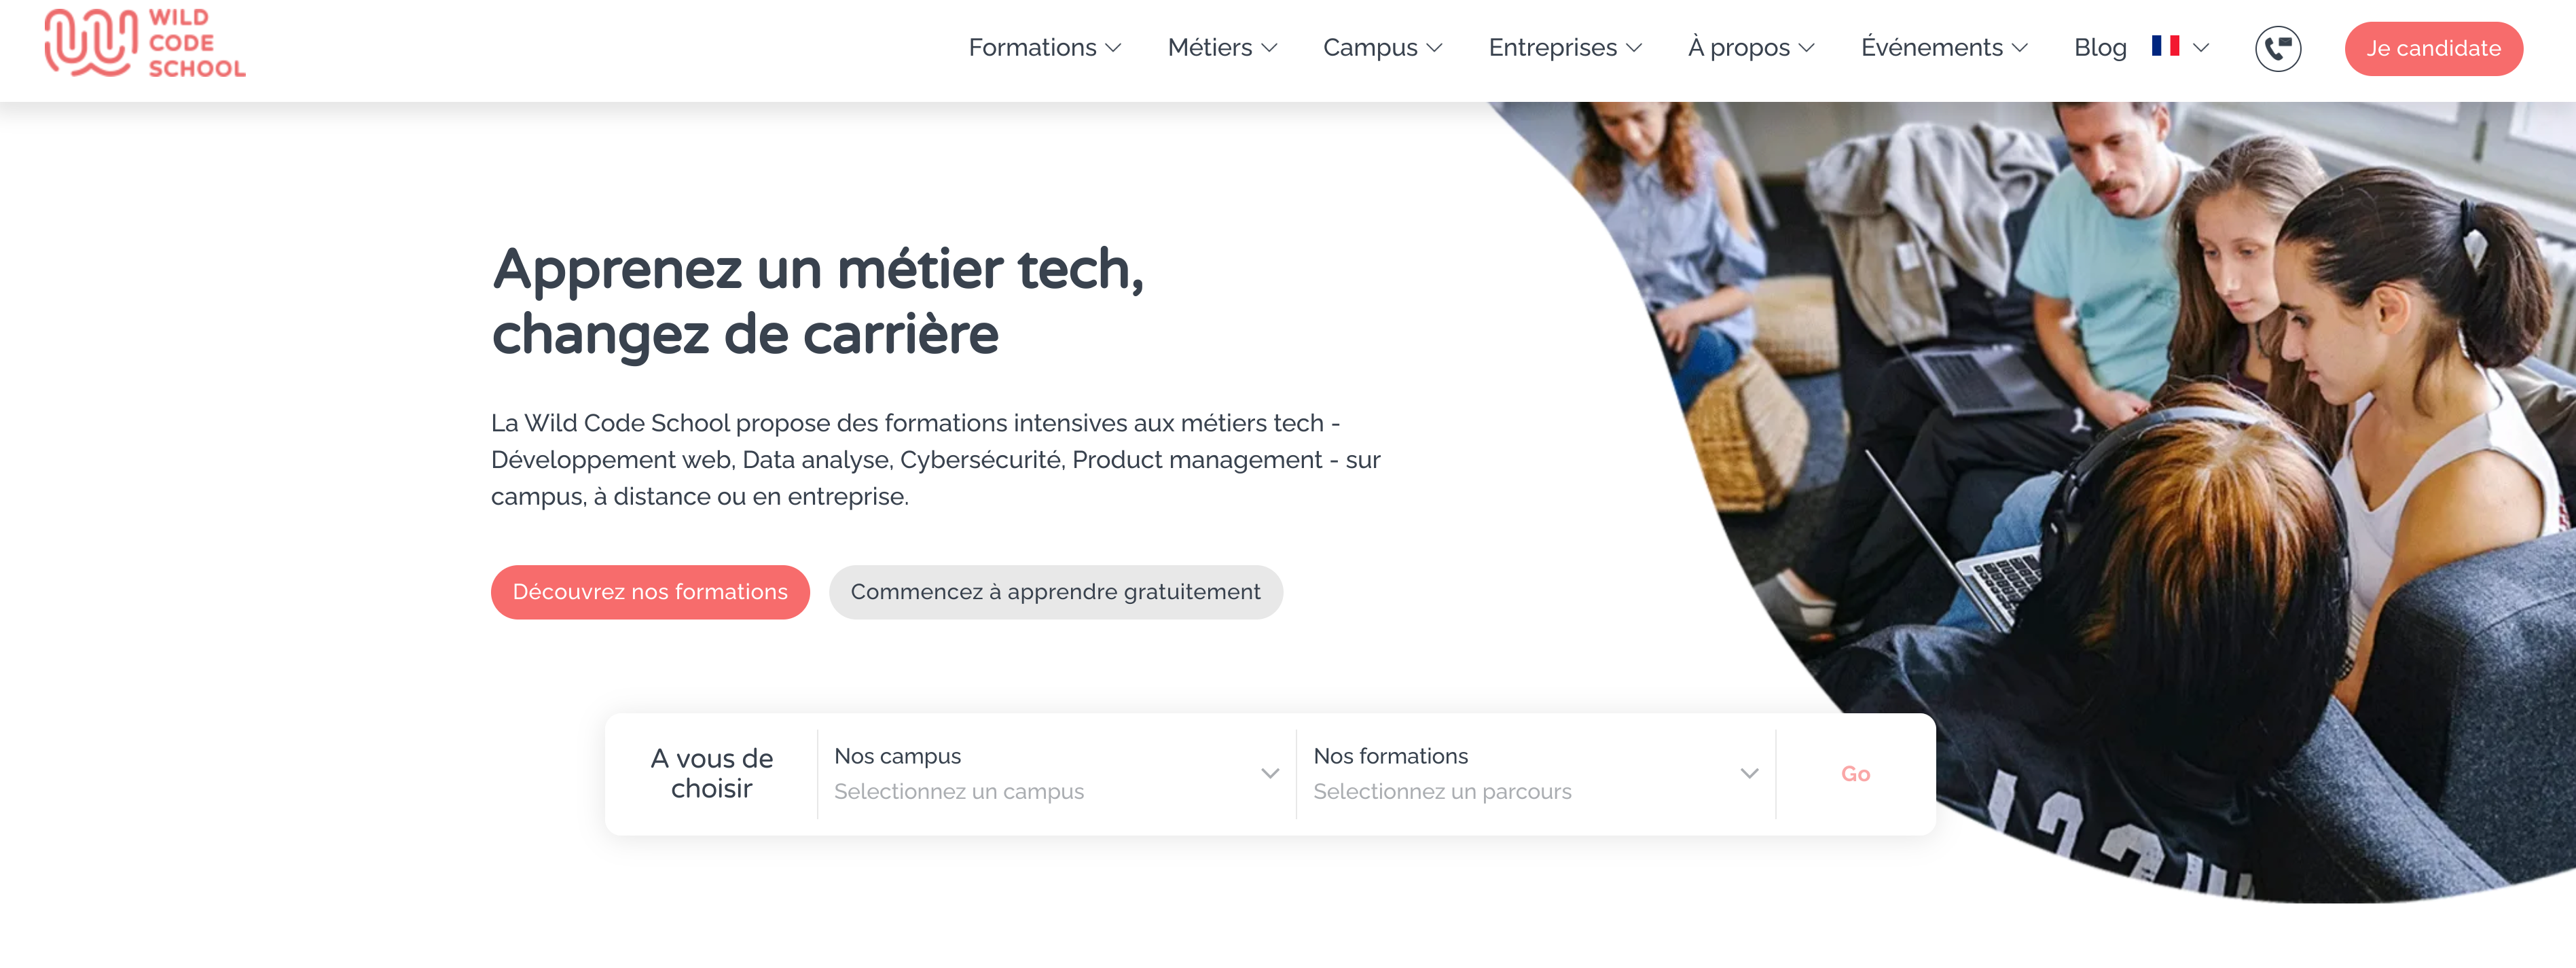 WILD
CODE
SCHOOL
Formations
Métiers
Campus
Entreprises
À propos
Événements
Blog
Je candidate
Apprenez un métier tech,
changez de carrière
La Wild Code School propose des formations intensives aux métiers tech -
Développement web, Data analyse, Cybersécurité, Product management - sur
campus, à distance ou en entreprise.
Découvrez nos formations
Commencez à apprendre gratuitement
A vous de
choisir
Nos campus
Selectionnez un campus
Nos formations
Selectionnez un parcours
Go